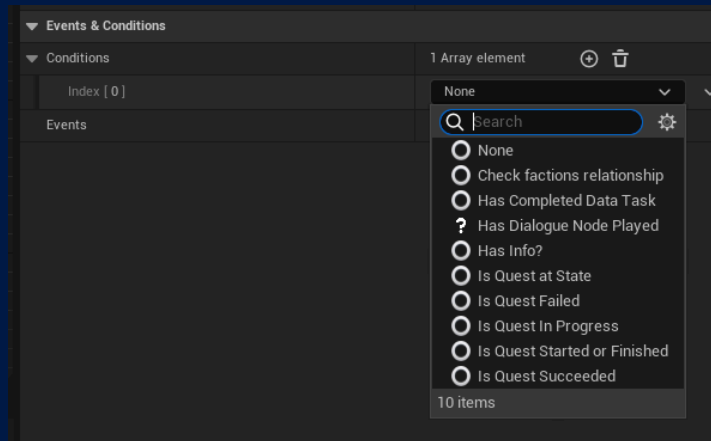 Events & Conditions
Conditions
1 Array element
Index [ 0 ]
None
Events
Search
None
Check factions relationship
Has Completed Data Task
? Has Dialogue Node Played
Has Info?
Is Quest at State
Is Quest Failed
Is Quest In Progress
Is Quest Started or Finished
Is Quest Succeeded
10 items